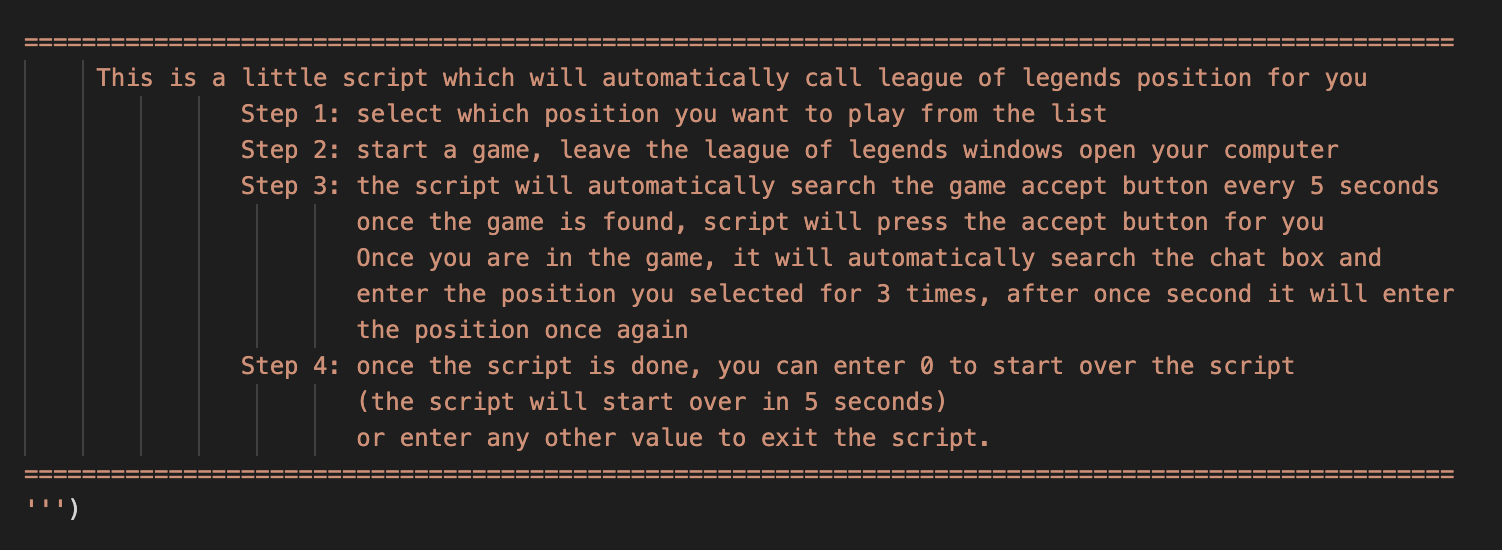 ===================================================================================================
This is a little script which will automatically call league of legends position for you
Step 1: select which position you want to play from the list
Step 2: start a game, leave the league of legends windows open your computer
Step 3: the script will automatically search the game accept button every 5 seconds
once the game is found, script will press the accept button for you
Once you are in the game, it will automatically search the chat box and
enter the position you selected for 3 times, after once second it will enter
the position once again
Step 4: once the script is done, you can enter 0 to start over the script
(the script will start over in 5 seconds)
or enter any other value to exit the script.
===================================================================================================
''')